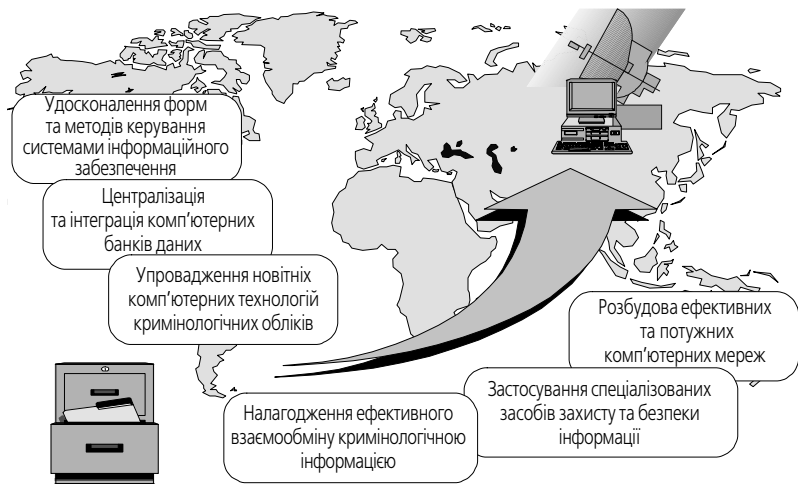 Удосконалення форм
та методів керування
системами інформаційного
забезпечення
Централізація
та інтеграція комп’ютерних
банків даних
Упровадження новітніх
комп’ютерних технологій
кримінологічних обліків
Розбудова ефективних
та потужних
комп’ютерних мереж
Застосування спеціалізованих
засобів захисту та безпеки
інформації
Налагодження ефективного
взаємообміну кримінологічною
інформацією